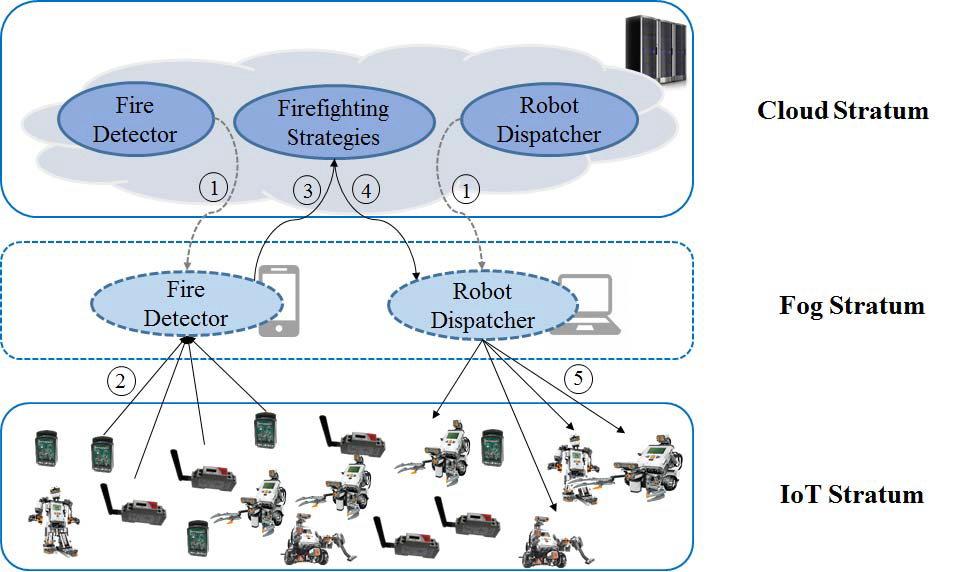 Fire
Detector
Firefighting
Strategies
Robot
Dispatcher
Cloud Stratum
1
3
4
1
Fire
Detector
Robot
Dispatcher
Fog Stratum
2
5
IoT Stratum